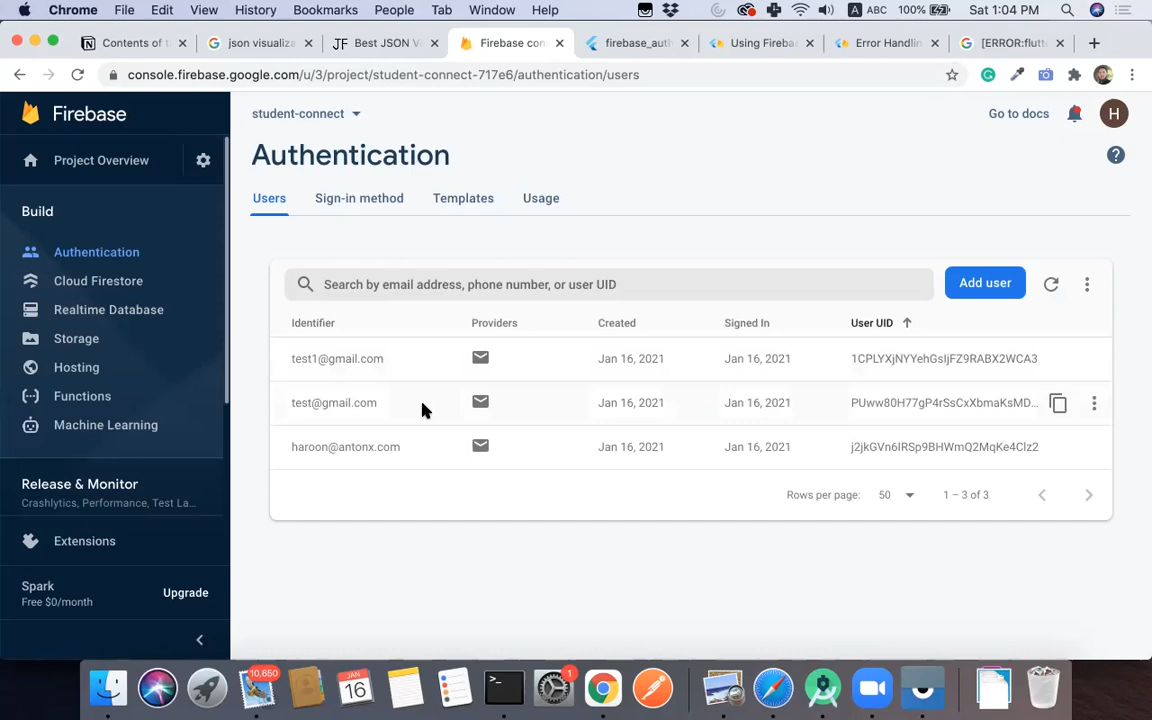 Chrome File Edit View History Bookmarks People Tab Window Help A ABC 100% Sat 1:04 PM
Contents of t
json visualiza
JF Best JSON V
Firebase con
firebase_auth
Using Fireba
Error Handlin
[ERROR:flutt
console.firebase.google.com/u/3/project/student-connect-717e6/authentication/users
Firebase
Project Overview
Build
Authentication
Cloud Firestore
Realtime Database
Storage
Hosting
Functions
Machine Learning
Release & Monitor
Crashlytics, Performance, Test La...
Extensions
Spark
Free $0/month
Upgrade
student-connect
Go to docs
H
Authentication
Users Sign-in method Templates Usage
Search by email address, phone number, or user UID
Add user
Identifier Providers Created Signed In User UID
test1@gmail.com Jan 16, 2021 Jan 16, 2021 1CPLYXjNYYehGsIjFZ9RABX2WCA3
test@gmail.com Jan 16, 2021 Jan 16, 2021 PUww80H77gP4rSsCxXbmaKsMD...
haroon@antonx.com Jan 16, 2021 Jan 16, 2021 j2jkGVn6IRSp9BHWmQ2MqKe4Clz2
Rows per page: 50 1 – 3 of 3
10,650
JAN
16
1